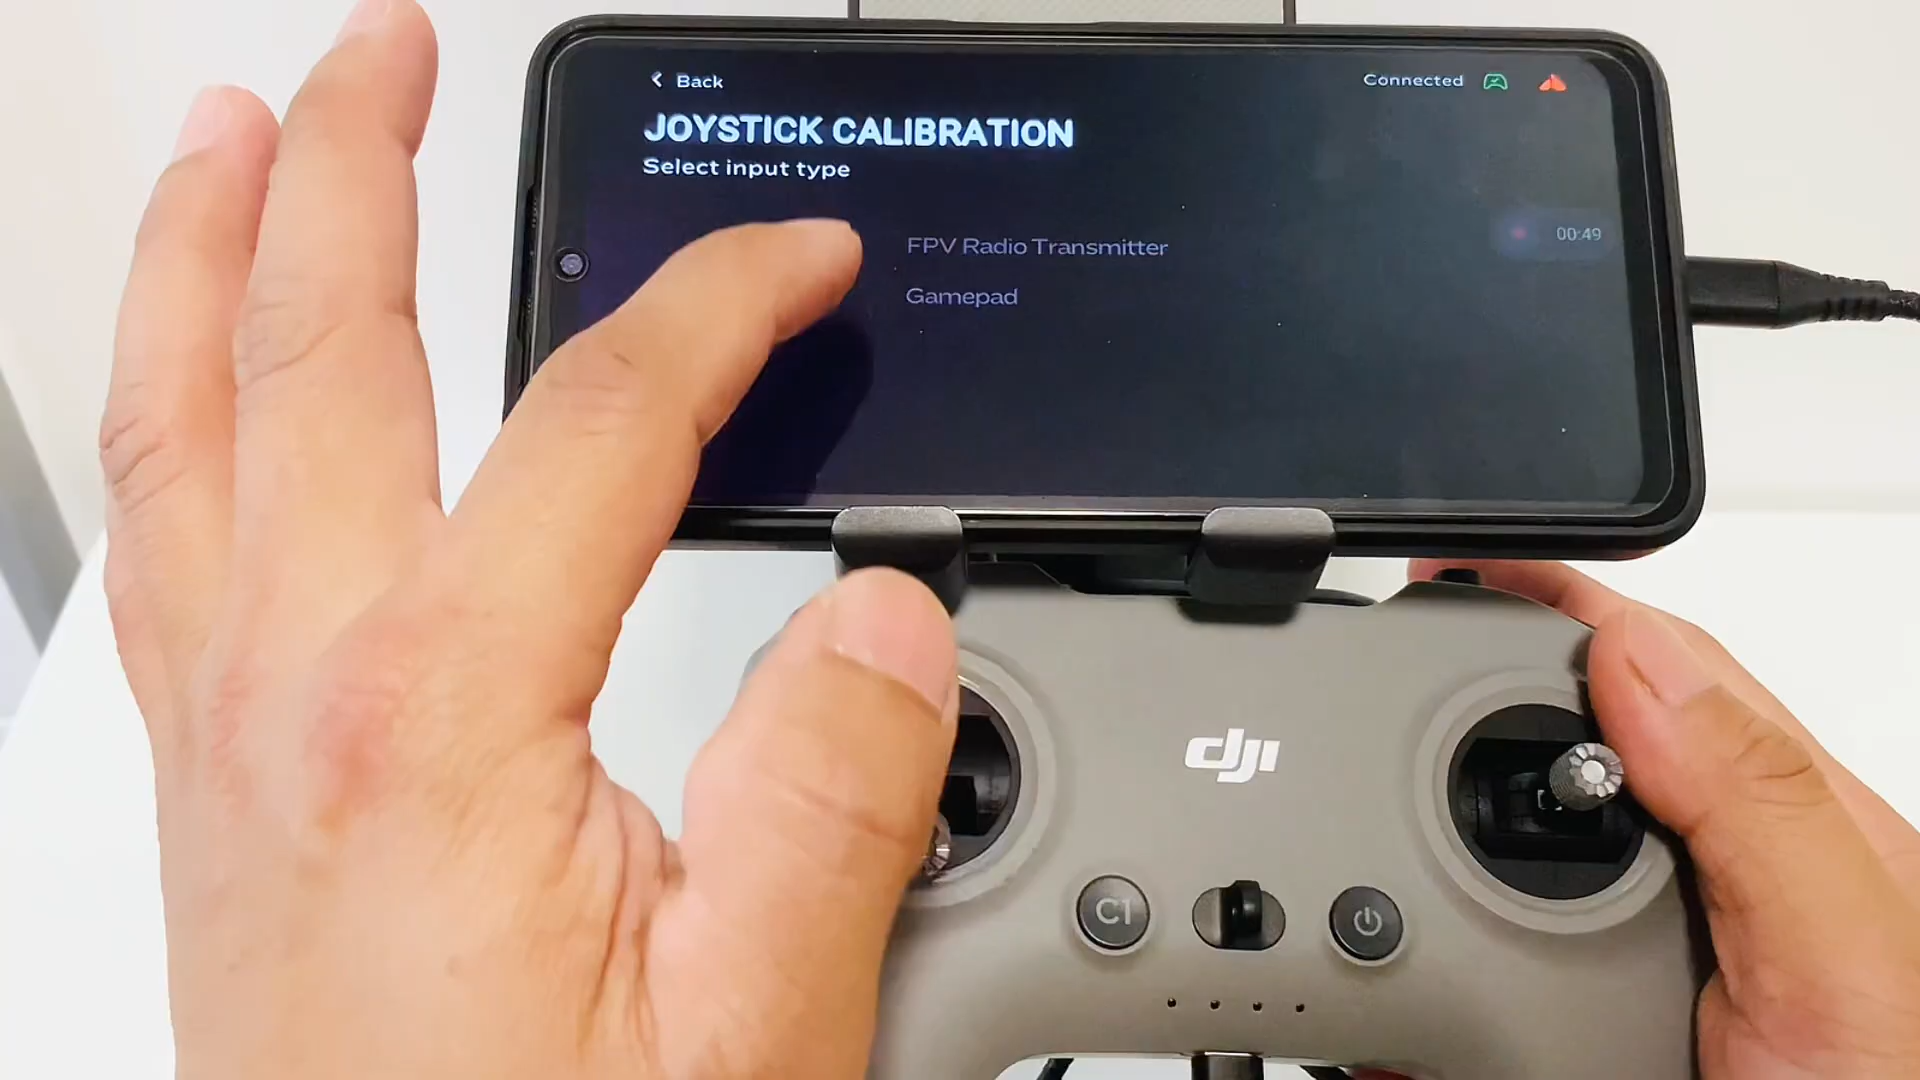 Back
Connected
JOYSTICK CALIBRATION
Select input type
FPV Radio Transmitter
00:49
Gamepad
dji
C1